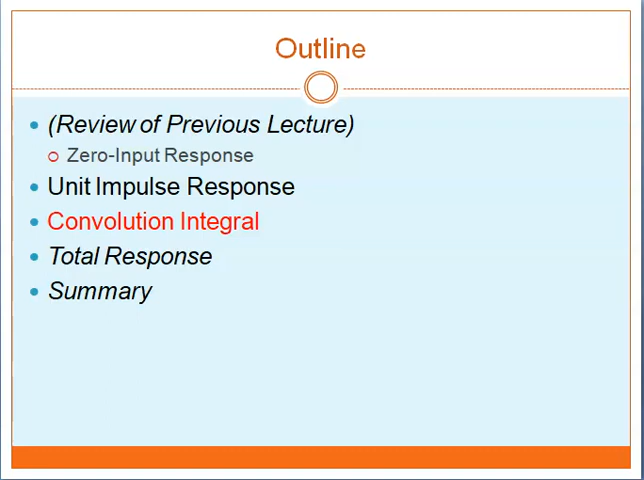 Outline
(Review of Previous Lecture)
Zero-Input Response
Unit Impulse Response
Convolution Integral
Total Response
Summary